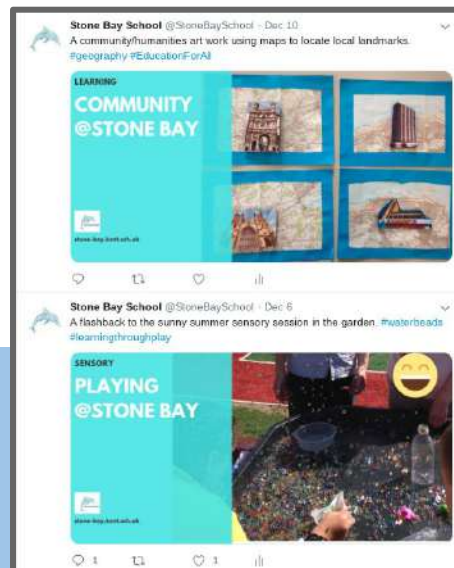 Stone Bay School @StoneBaySchool · Dec 10
A community/humanities art work using maps to locate local landmarks.
#geography #EducationForAll
LEARNING
COMMUNITY
@STONE BAY
stone-bay.kent.sch.uk
Stone Bay School @StoneBaySchool · Dec 6
A flashback to the sunny summer sensory session in the garden. #waterbeads
#learningthroughplay
SENSORY
PLAYING
@STONE BAY
stone-bay.kent.sch.uk
1
1